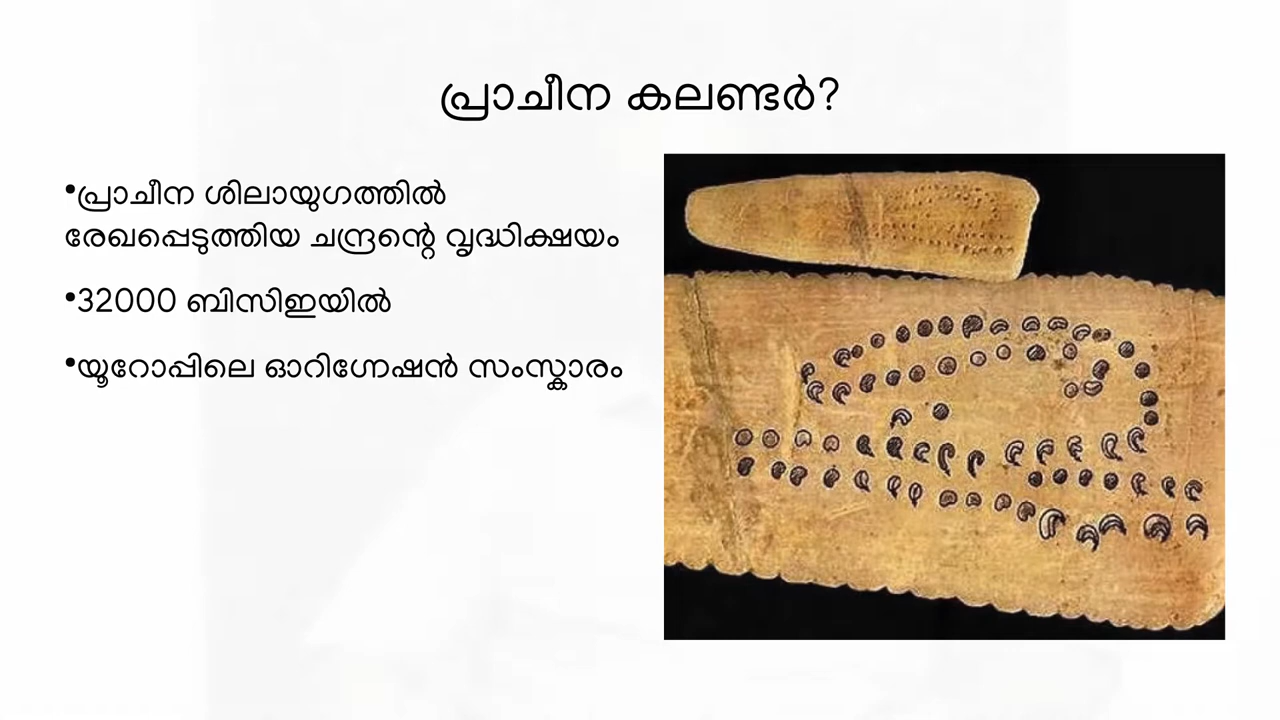 പ്രാചീന കലണ്ടർ?
•പ്രാചീന ശിലായുഗത്തിൽ
രേഖപ്പെടുത്തിയ ചന്ദ്രന്റെ വൃദ്ധിക്ഷയം
•32000 ബിസിഇയിൽ
•യൂറോപ്പിലെ ഓറിഗ്നേഷൻ സംസ്കാരം